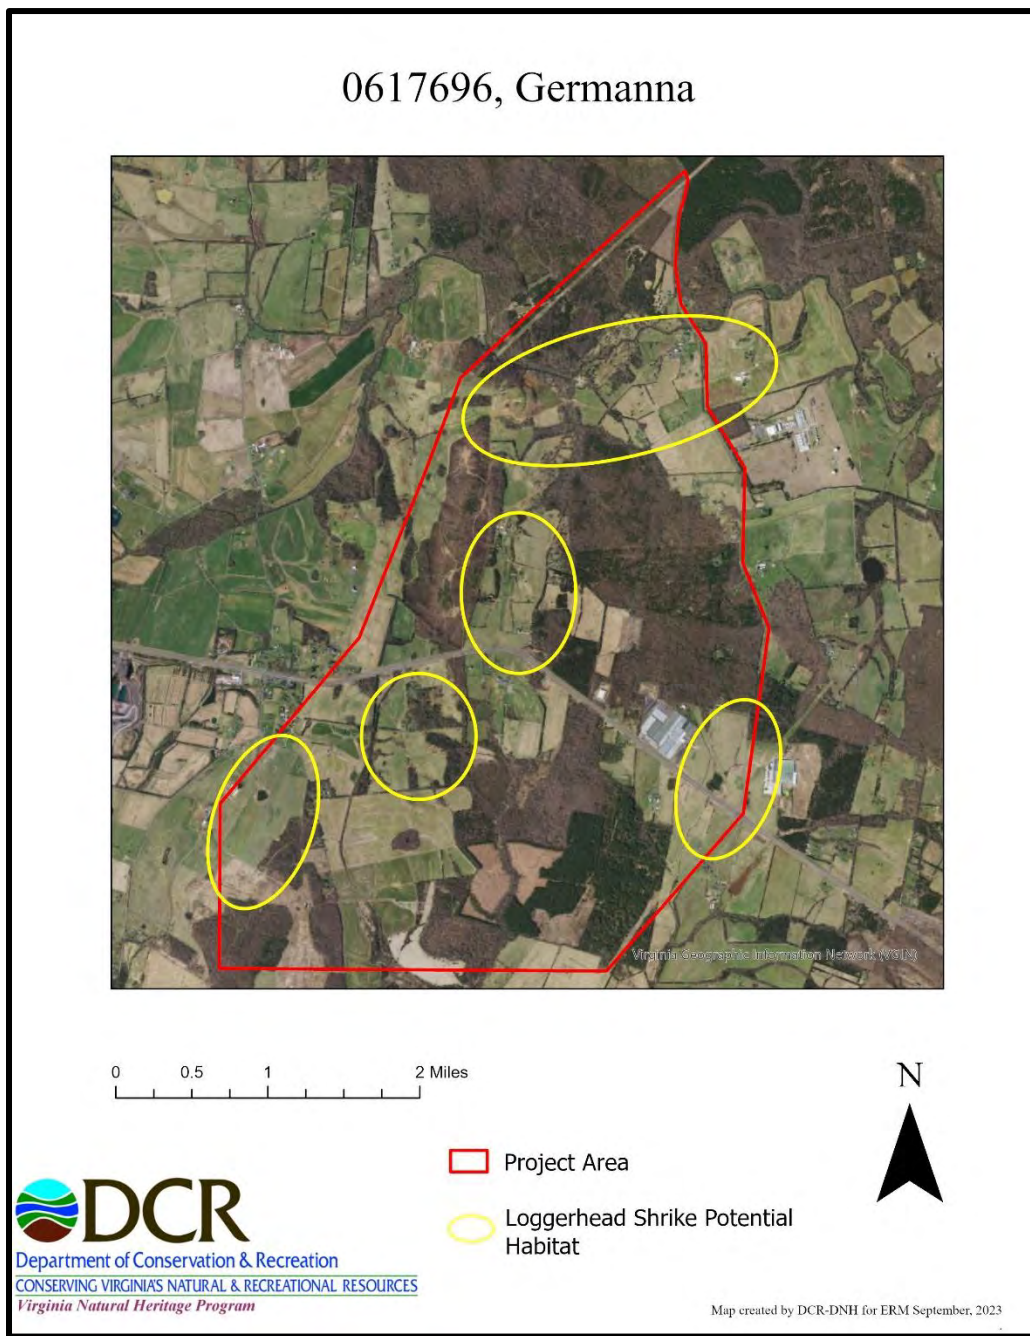 0617696, Germanna
Virginia Geographic Information Network (VGIN)
0 0.5 1 2 Miles
N
Project Area
Loggerhead Shrike Potential
Habitat
DCR
Department of Conservation & Recreation
CONSERVING VIRGINIA'S NATURAL & RECREATIONAL RESOURCES
Virginia Natural Heritage Program
Map created by DCR-DNH for ERM September, 2023